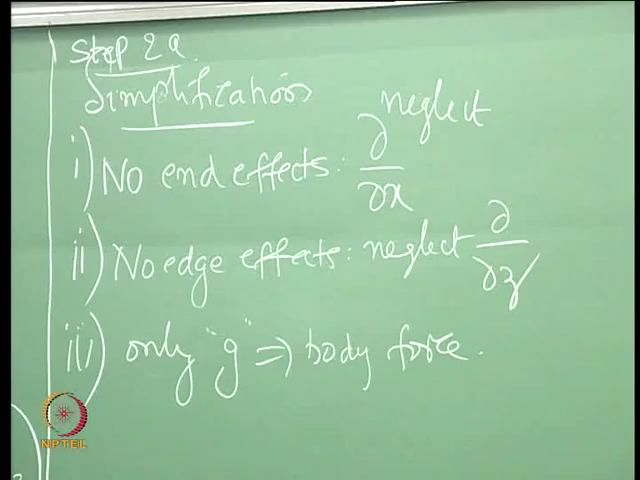 Step 2a
Simplifications
i) No end effects: ∂/∂x neglect
ii) No edge effects: neglect ∂/∂z
iii) only "g" ⇒ body force.
NPTEL